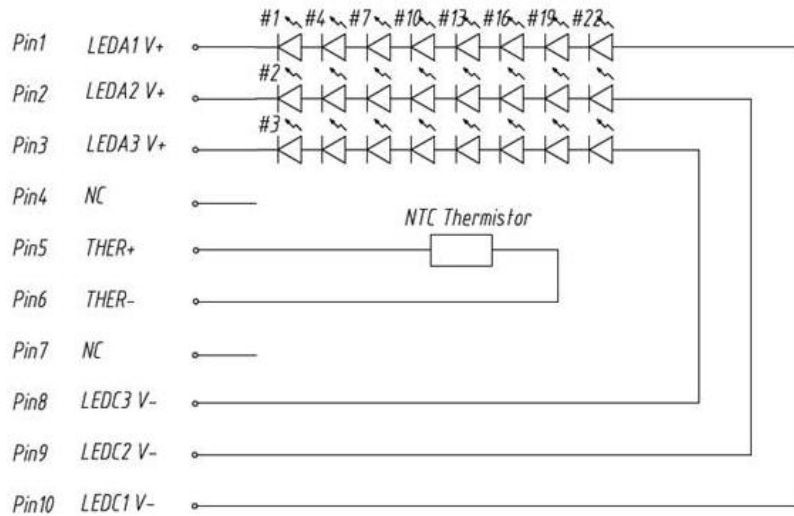 #1 #4 #7 #10 #13 #16 #19 #22
Pin1 LEDA1 V+
#2
Pin2 LEDA2 V+
#3
Pin3 LEDA3 V+
Pin4 NC
NTC Thermistor
Pin5 THER+
Pin6 THER-
Pin7 NC
Pin8 LEDC3 V-
Pin9 LEDC2 V-
Pin10 LEDC1 V-